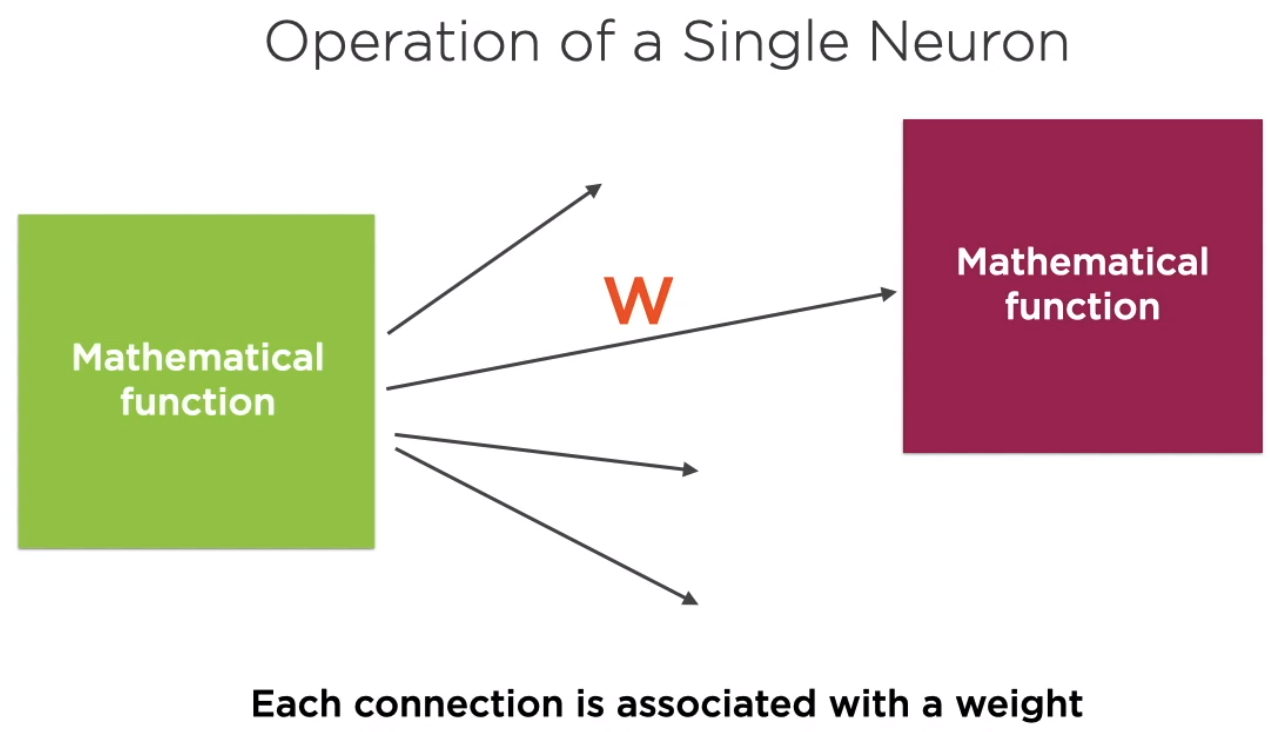 Operation of a Single Neuron
W
Mathematical
function
Mathematical
function
Each connection is associated with a weight